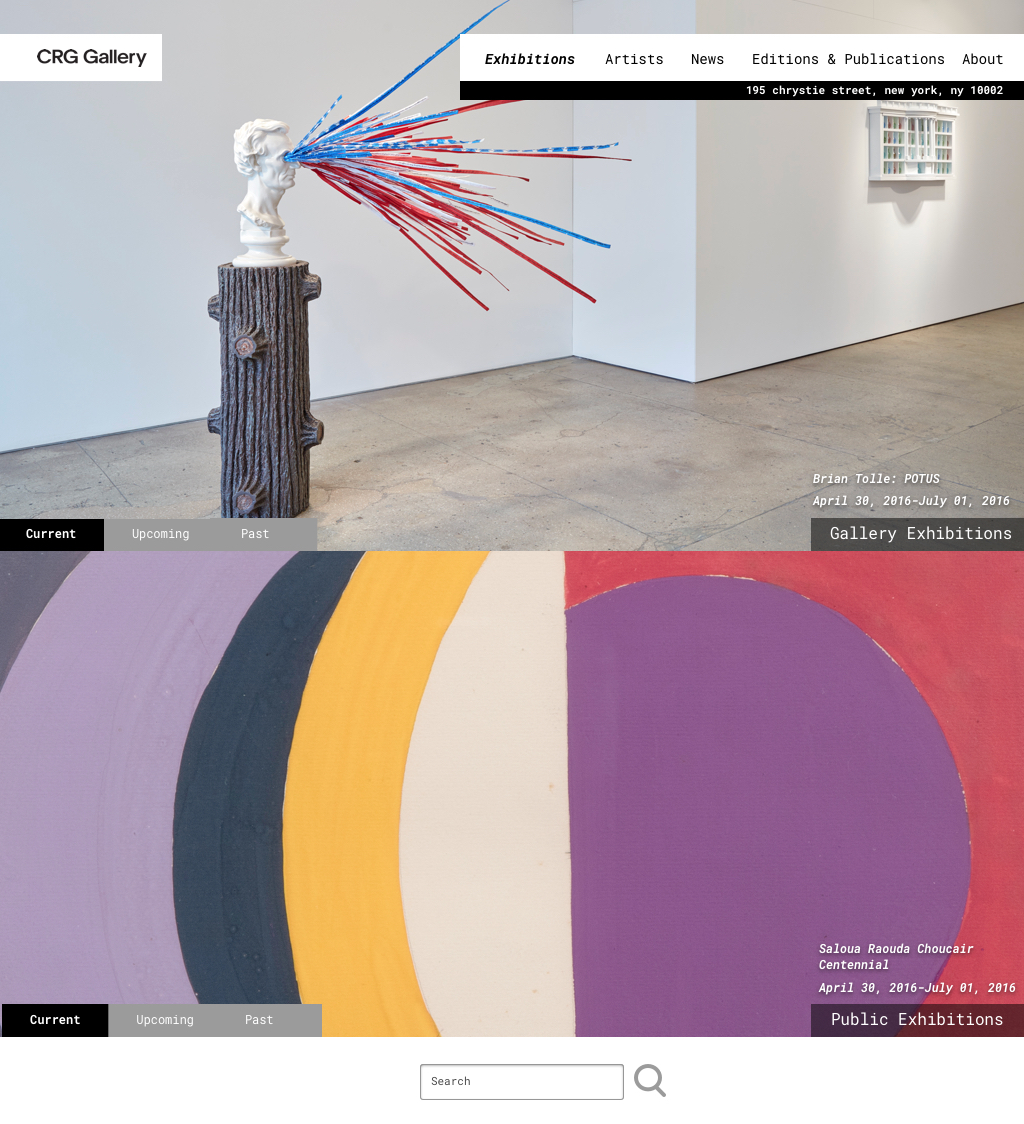 CRG Gallery
Exhibitions Artists News Editions & Publications About
195 chrystie street, new york, ny 10002
Brian Tolle: POTUS
April 30, 2016-July 01, 2016
Current Upcoming Past
Gallery Exhibitions
Saloua Raouda Choucair
Centennial
April 30, 2016-July 01, 2016
Current Upcoming Past
Public Exhibitions
Search